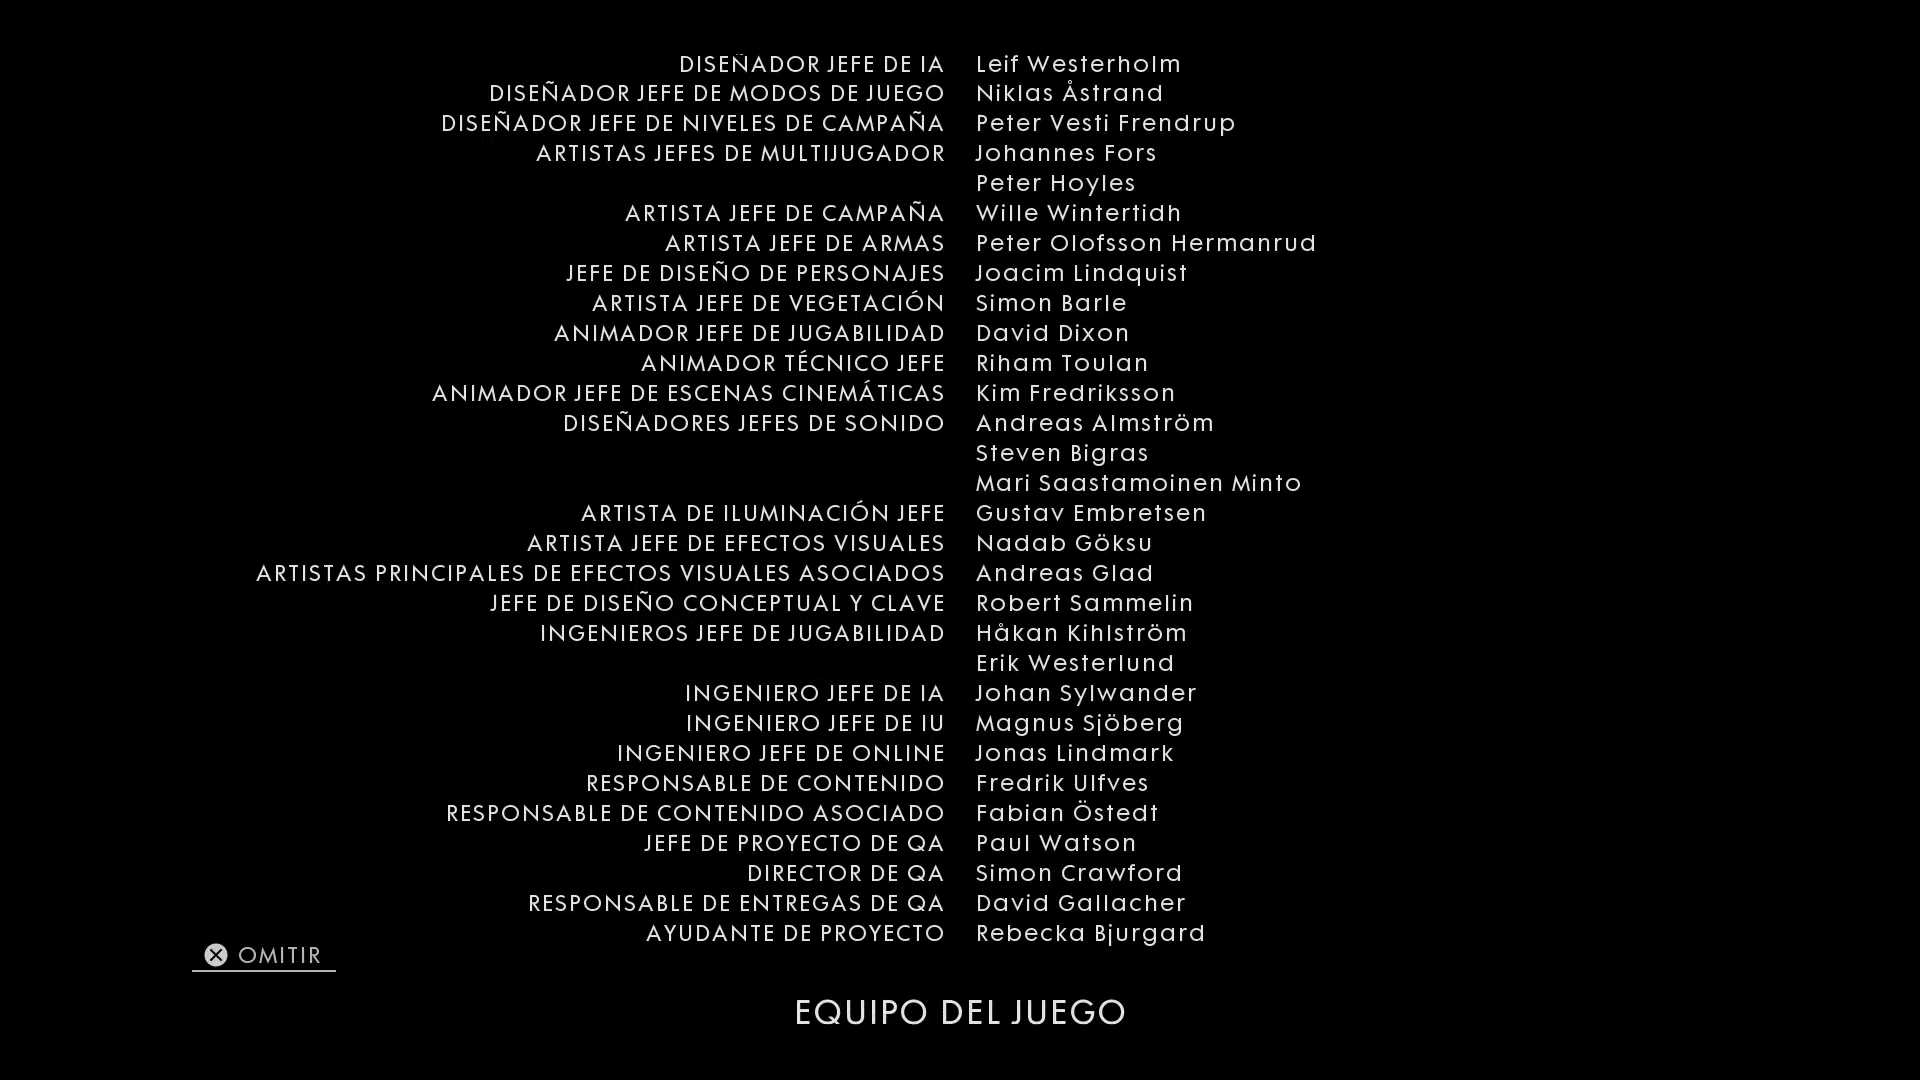 DISEÑADOR JEFE DE IA Leif Westerholm
DISEÑADOR JEFE DE MODOS DE JUEGO Niklas Åstrand
DISEÑADOR JEFE DE NIVELES DE CAMPAÑA Peter Vesti Frendrup
ARTISTAS JEFES DE MULTIJUGADOR Johannes Fors
Peter Hoyles
ARTISTA JEFE DE CAMPAÑA Wille Wintertidh
ARTISTA JEFE DE ARMAS Peter Olofsson Hermanrud
JEFE DE DISEÑO DE PERSONAJES Joacim Lindquist
ARTISTA JEFE DE VEGETACIÓN Simon Barle
ANIMADOR JEFE DE JUGABILIDAD David Dixon
ANIMADOR TÉCNICO JEFE Riham Toulan
ANIMADOR JEFE DE ESCENAS CINEMÁTICAS Kim Fredriksson
DISEÑADORES JEFES DE SONIDO Andreas Almström
Steven Bigras
Mari Saastamoinen Minto
ARTISTA DE ILUMINACIÓN JEFE Gustav Embretsen
ARTISTA JEFE DE EFECTOS VISUALES Nadab Göksu
ARTISTAS PRINCIPALES DE EFECTOS VISUALES ASOCIADOS Andreas Glad
JEFE DE DISEÑO CONCEPTUAL Y CLAVE Robert Sammelin
INGENIEROS JEFE DE JUGABILIDAD Håkan Kihlström
Erik Westerlund
INGENIERO JEFE DE IA Johan Sylwander
INGENIERO JEFE DE IU Magnus Sjöberg
INGENIERO JEFE DE ONLINE Jonas Lindmark
RESPONSABLE DE CONTENIDO Fredrik Ulfves
RESPONSABLE DE CONTENIDO ASOCIADO Fabian Östedt
JEFE DE PROYECTO DE QA Paul Watson
DIRECTOR DE QA Simon Crawford
RESPONSABLE DE ENTREGAS DE QA David Gallacher
AYUDANTE DE PROYECTO Rebecka Bjurgard
OMITIR
EQUIPO DEL JUEGO